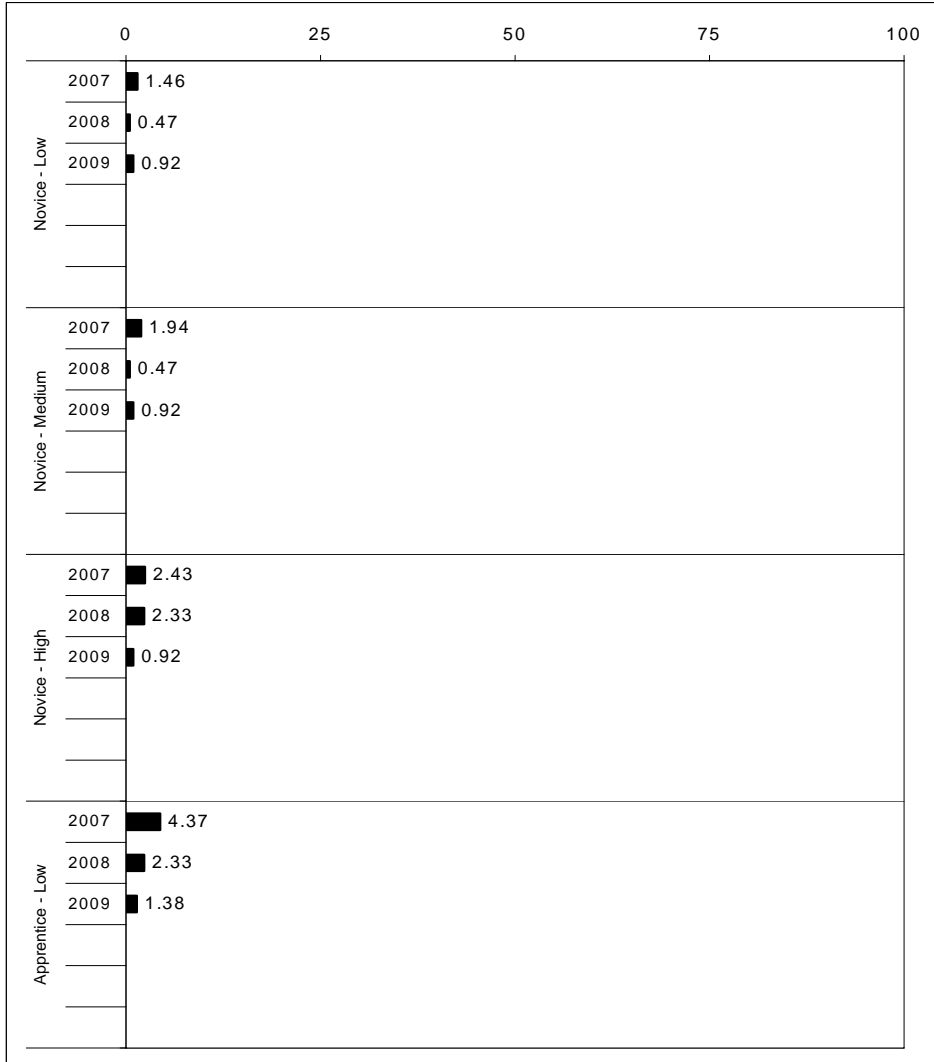 0 25 50 75 100
Novice - Low
2007 1.46
2008 0.47
2009 0.92
Novice - Medium
2007 1.94
2008 0.47
2009 0.92
Novice - High
2007 2.43
2008 2.33
2009 0.92
Apprentice - Low
2007 4.37
2008 2.33
2009 1.38